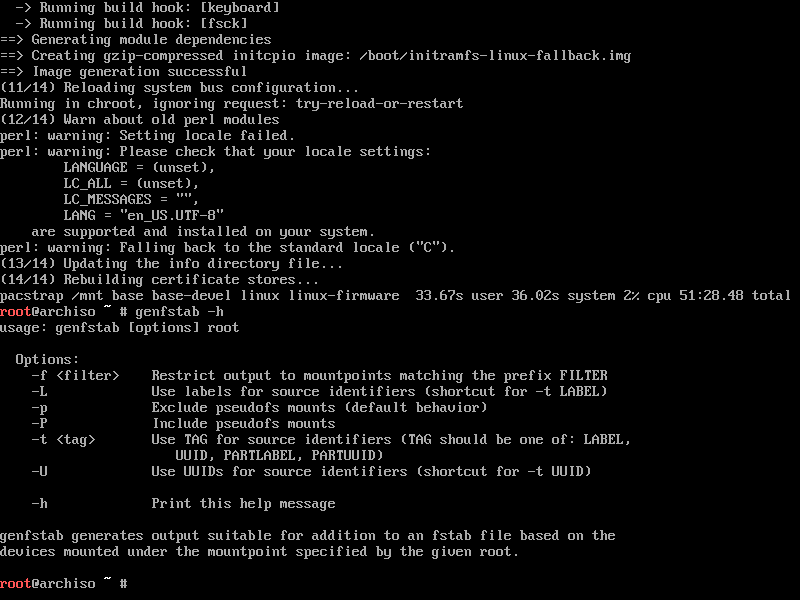 -> Running build hook: [keyboard]
  -> Running build hook: [fsck]
==> Generating module dependencies
==> Creating gzip-compressed initcpio image: /boot/initramfs-linux-fallback.img
==> Image generation successful
(11/14) Reloading system bus configuration...
Running in chroot, ignoring request: try-reload-or-restart
(12/14) Warn about old perl modules
perl: warning: Setting locale failed.
perl: warning: Please check that your locale settings:
        LANGUAGE = (unset),
        LC_ALL = (unset),
        LC_MESSAGES = "",
        LANG = "en_US.UTF-8"
    are supported and installed on your system.
perl: warning: Falling back to the standard locale ("C").
(13/14) Updating the info directory file...
(14/14) Rebuilding certificate stores...
pacstrap /mnt base base-devel linux linux-firmware  33.67s user 36.02s system 2% cpu 51:28.48 total
root@archiso ~ # genfstab -h
usage: genfstab [options] root

  Options:
    -f <filter>    Restrict output to mountpoints matching the prefix FILTER
    -L             Use labels for source identifiers (shortcut for -t LABEL)
    -p             Exclude pseudofs mounts (default behavior)
    -P             Include pseudofs mounts
    -t <tag>       Use TAG for source identifiers (TAG should be one of: LABEL,
                      UUID, PARTLABEL, PARTUUID)
    -U             Use UUIDs for source identifiers (shortcut for -t UUID)

    -h             Print this help message

genfstab generates output suitable for addition to an fstab file based on the
devices mounted under the mountpoint specified by the given root.

root@archiso ~ #